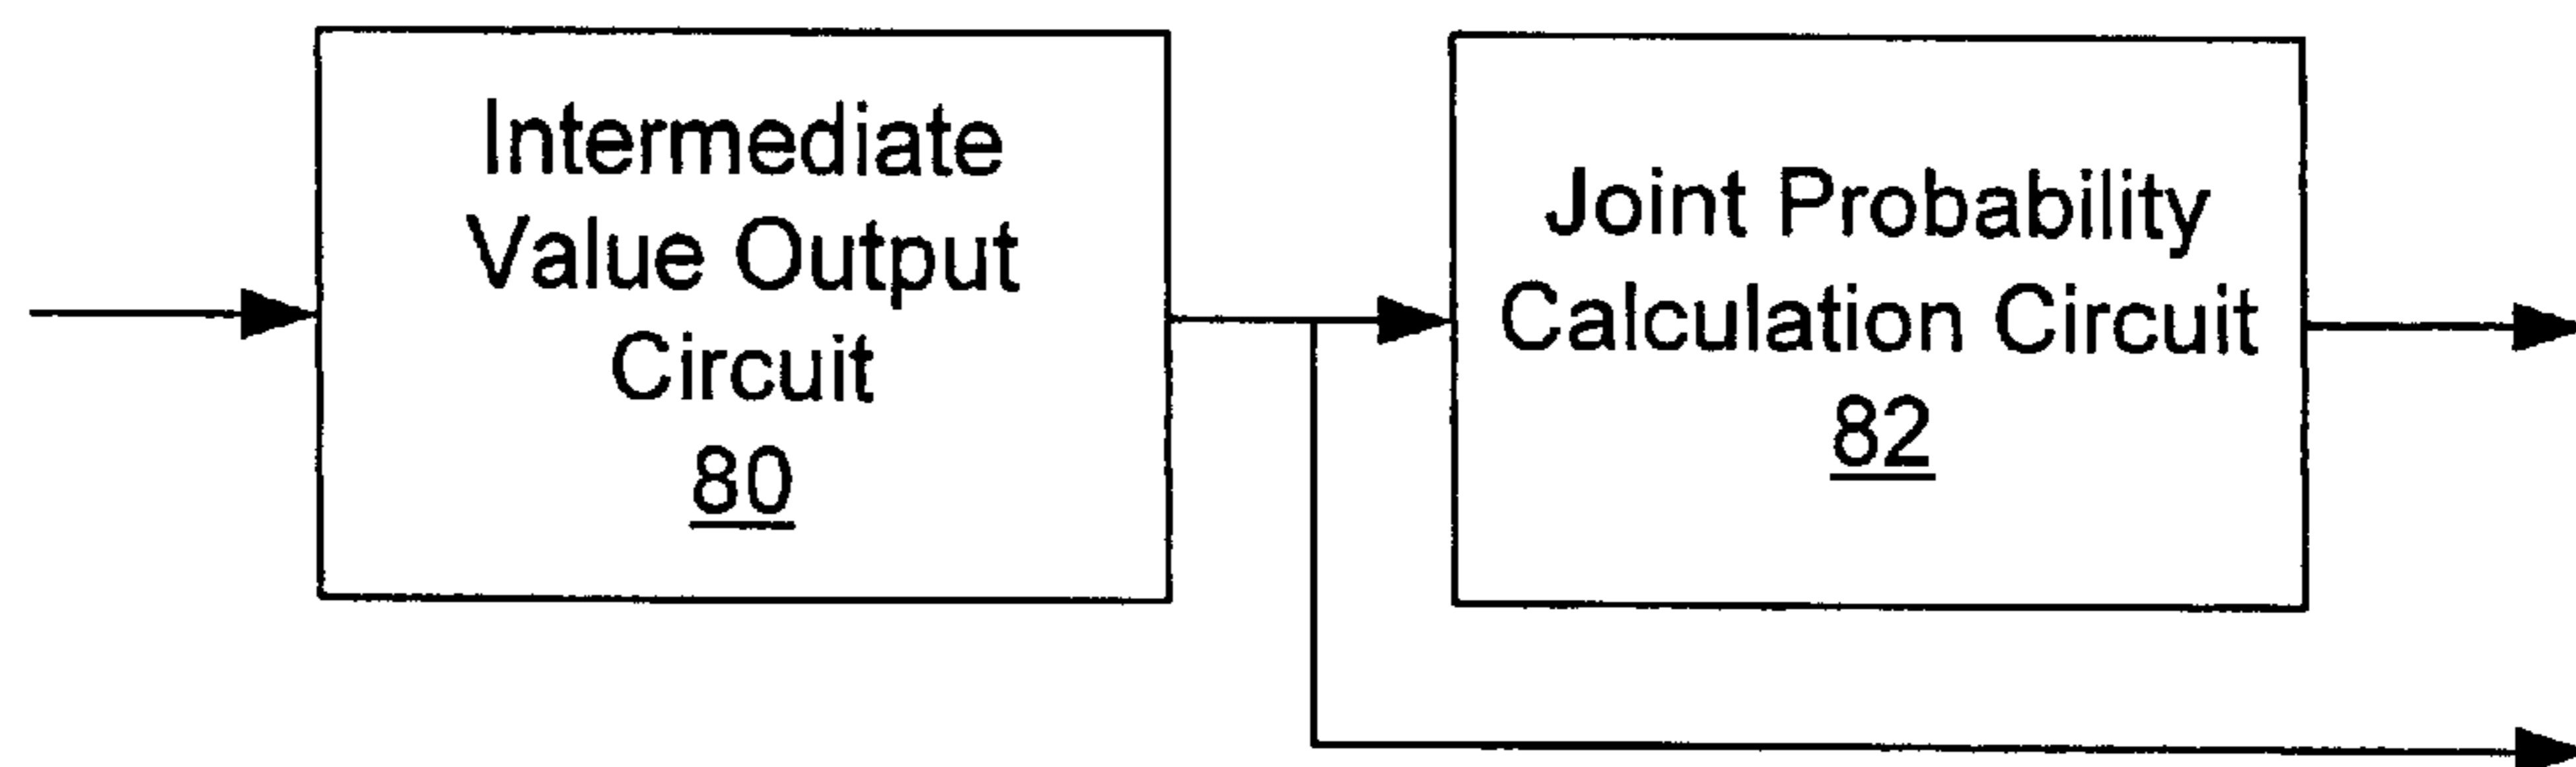 Intermediate
Value Output
Circuit
80
Joint Probability
Calculation Circuit
82